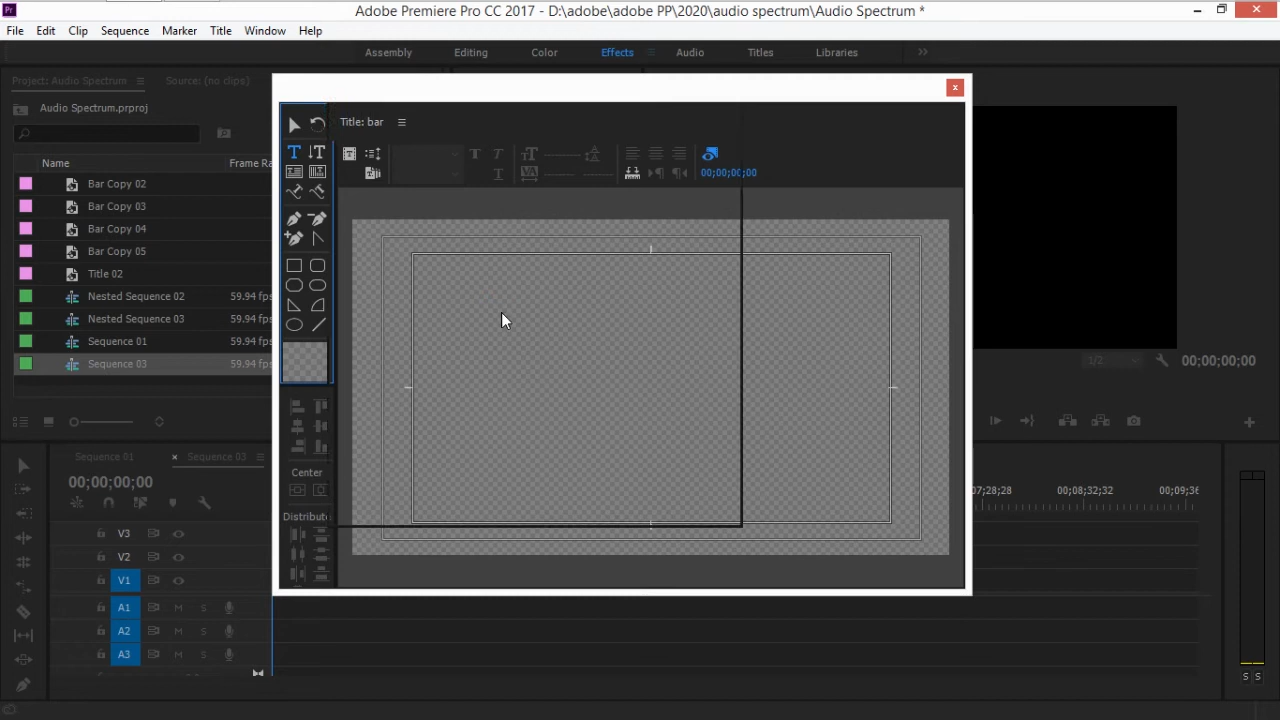 Pr Adobe Premiere Pro CC 2017 - D:\adobe\adobe PP\2020\audio spectrum\Audio Spectrum *
File Edit Clip Sequence Marker Title Window Help
Assembly Editing Color Effects Audio Titles Libraries
Project: Audio Spectrum Source: (no clips)
Audio Spectrum.prproj
Name Frame Ra
Bar Copy 02
Bar Copy 03
Bar Copy 04
Bar Copy 05
Title 02
Nested Sequence 02 59.94 fps
Nested Sequence 03 59.94 fps
Sequence 01 59.94 fps
Sequence 03 59.94 fps
Title: bar
00;00;00;00
Center
Distribute
1/2 00;00;00;00
Sequence 01 × Sequence 03
00;00;00;00
07;28;28 00;08;32;32 00;09;36
V3
V2
V1
A1 M S
A2 M S
A3 M S
S S